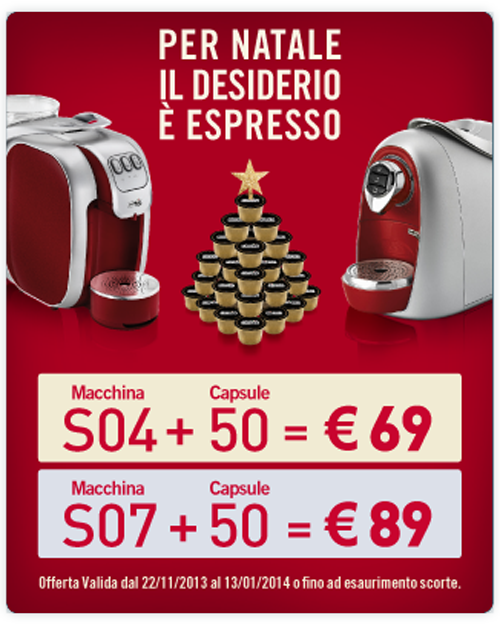 PER NATALE
IL DESIDERIO
È ESPRESSO
Macchina Capsule
S04 + 50 = € 69
Macchina Capsule
S07 + 50 = € 89
Offerta Valida dal 22/11/2013 al 13/01/2014 o fino ad esaurimento scorte.